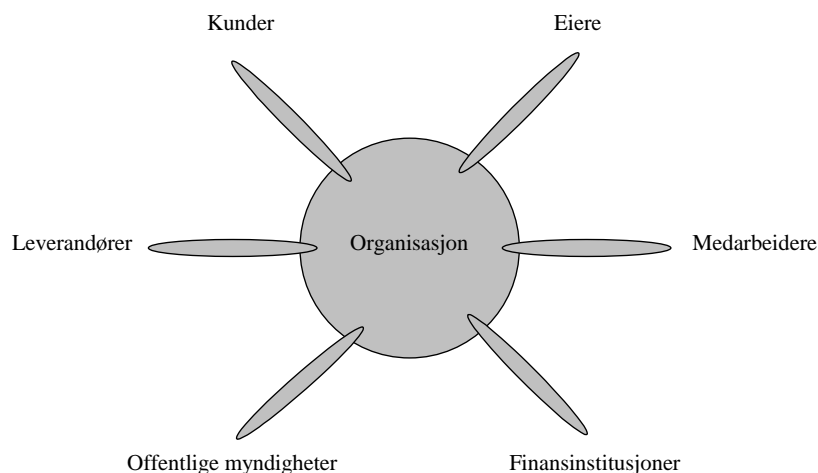 Kunder
Eiere
Leverandører
Organisasjon
Medarbeidere
Offentlige myndigheter
Finansinstitusjoner